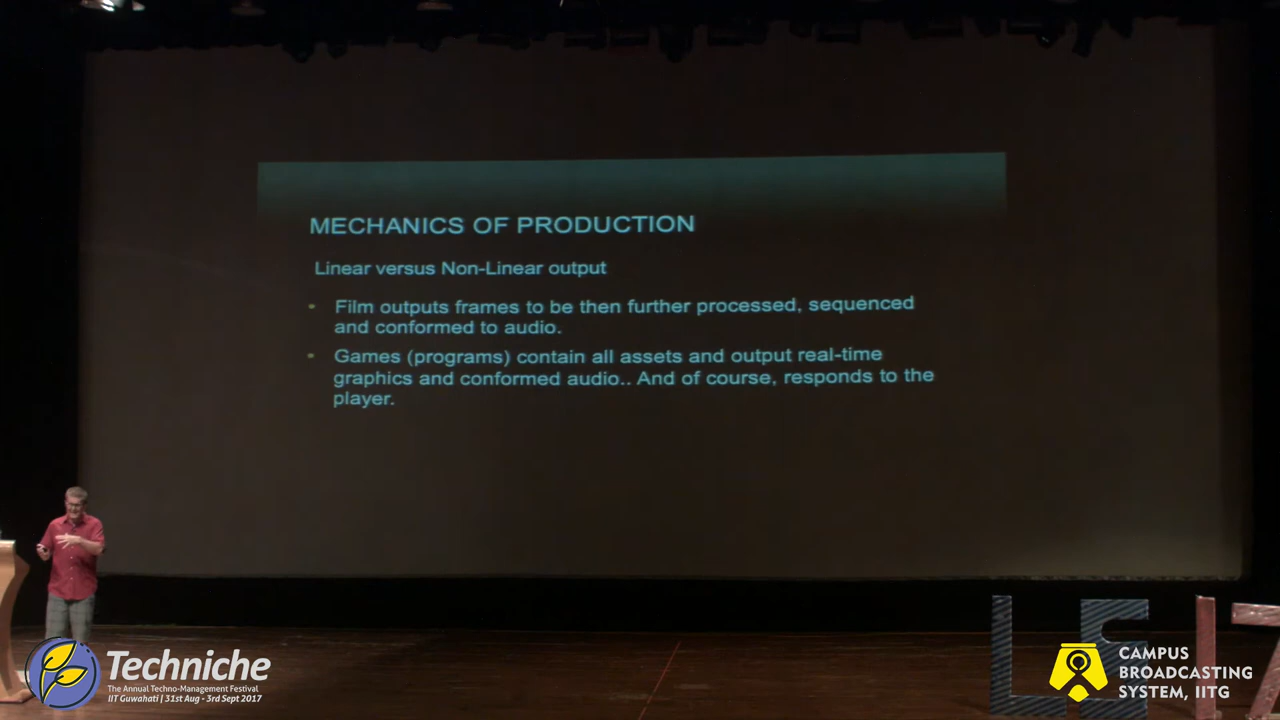 MECHANICS OF PRODUCTION
Linear versus Non-Linear output
Film outputs frames to be then further processed, sequenced
and conformed to audio.
Games (programs) contain all assets and output real-time
graphics and conformed audio.. And of course, responds to the
player.
Techniche
The Annual Techno-Management Festival
IIT Guwahati | 31st Aug - 3rd Sept 2017
CAMPUS
BROADCASTING
SYSTEM, IITG